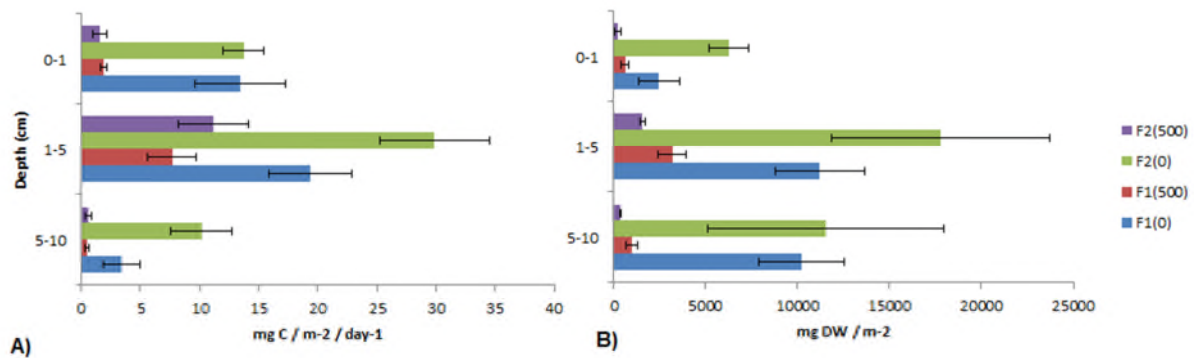 0-1
1-5
5-10
Depth (cm)
0 5 10 15 20 25 30 35 40
mg C / m-2 / day-1
A)
0-1
1-5
5-10
0 5000 10000 15000 20000 25000
mg DW / m-2
B)
F2(500)
F2(0)
F1(500)
F1(0)